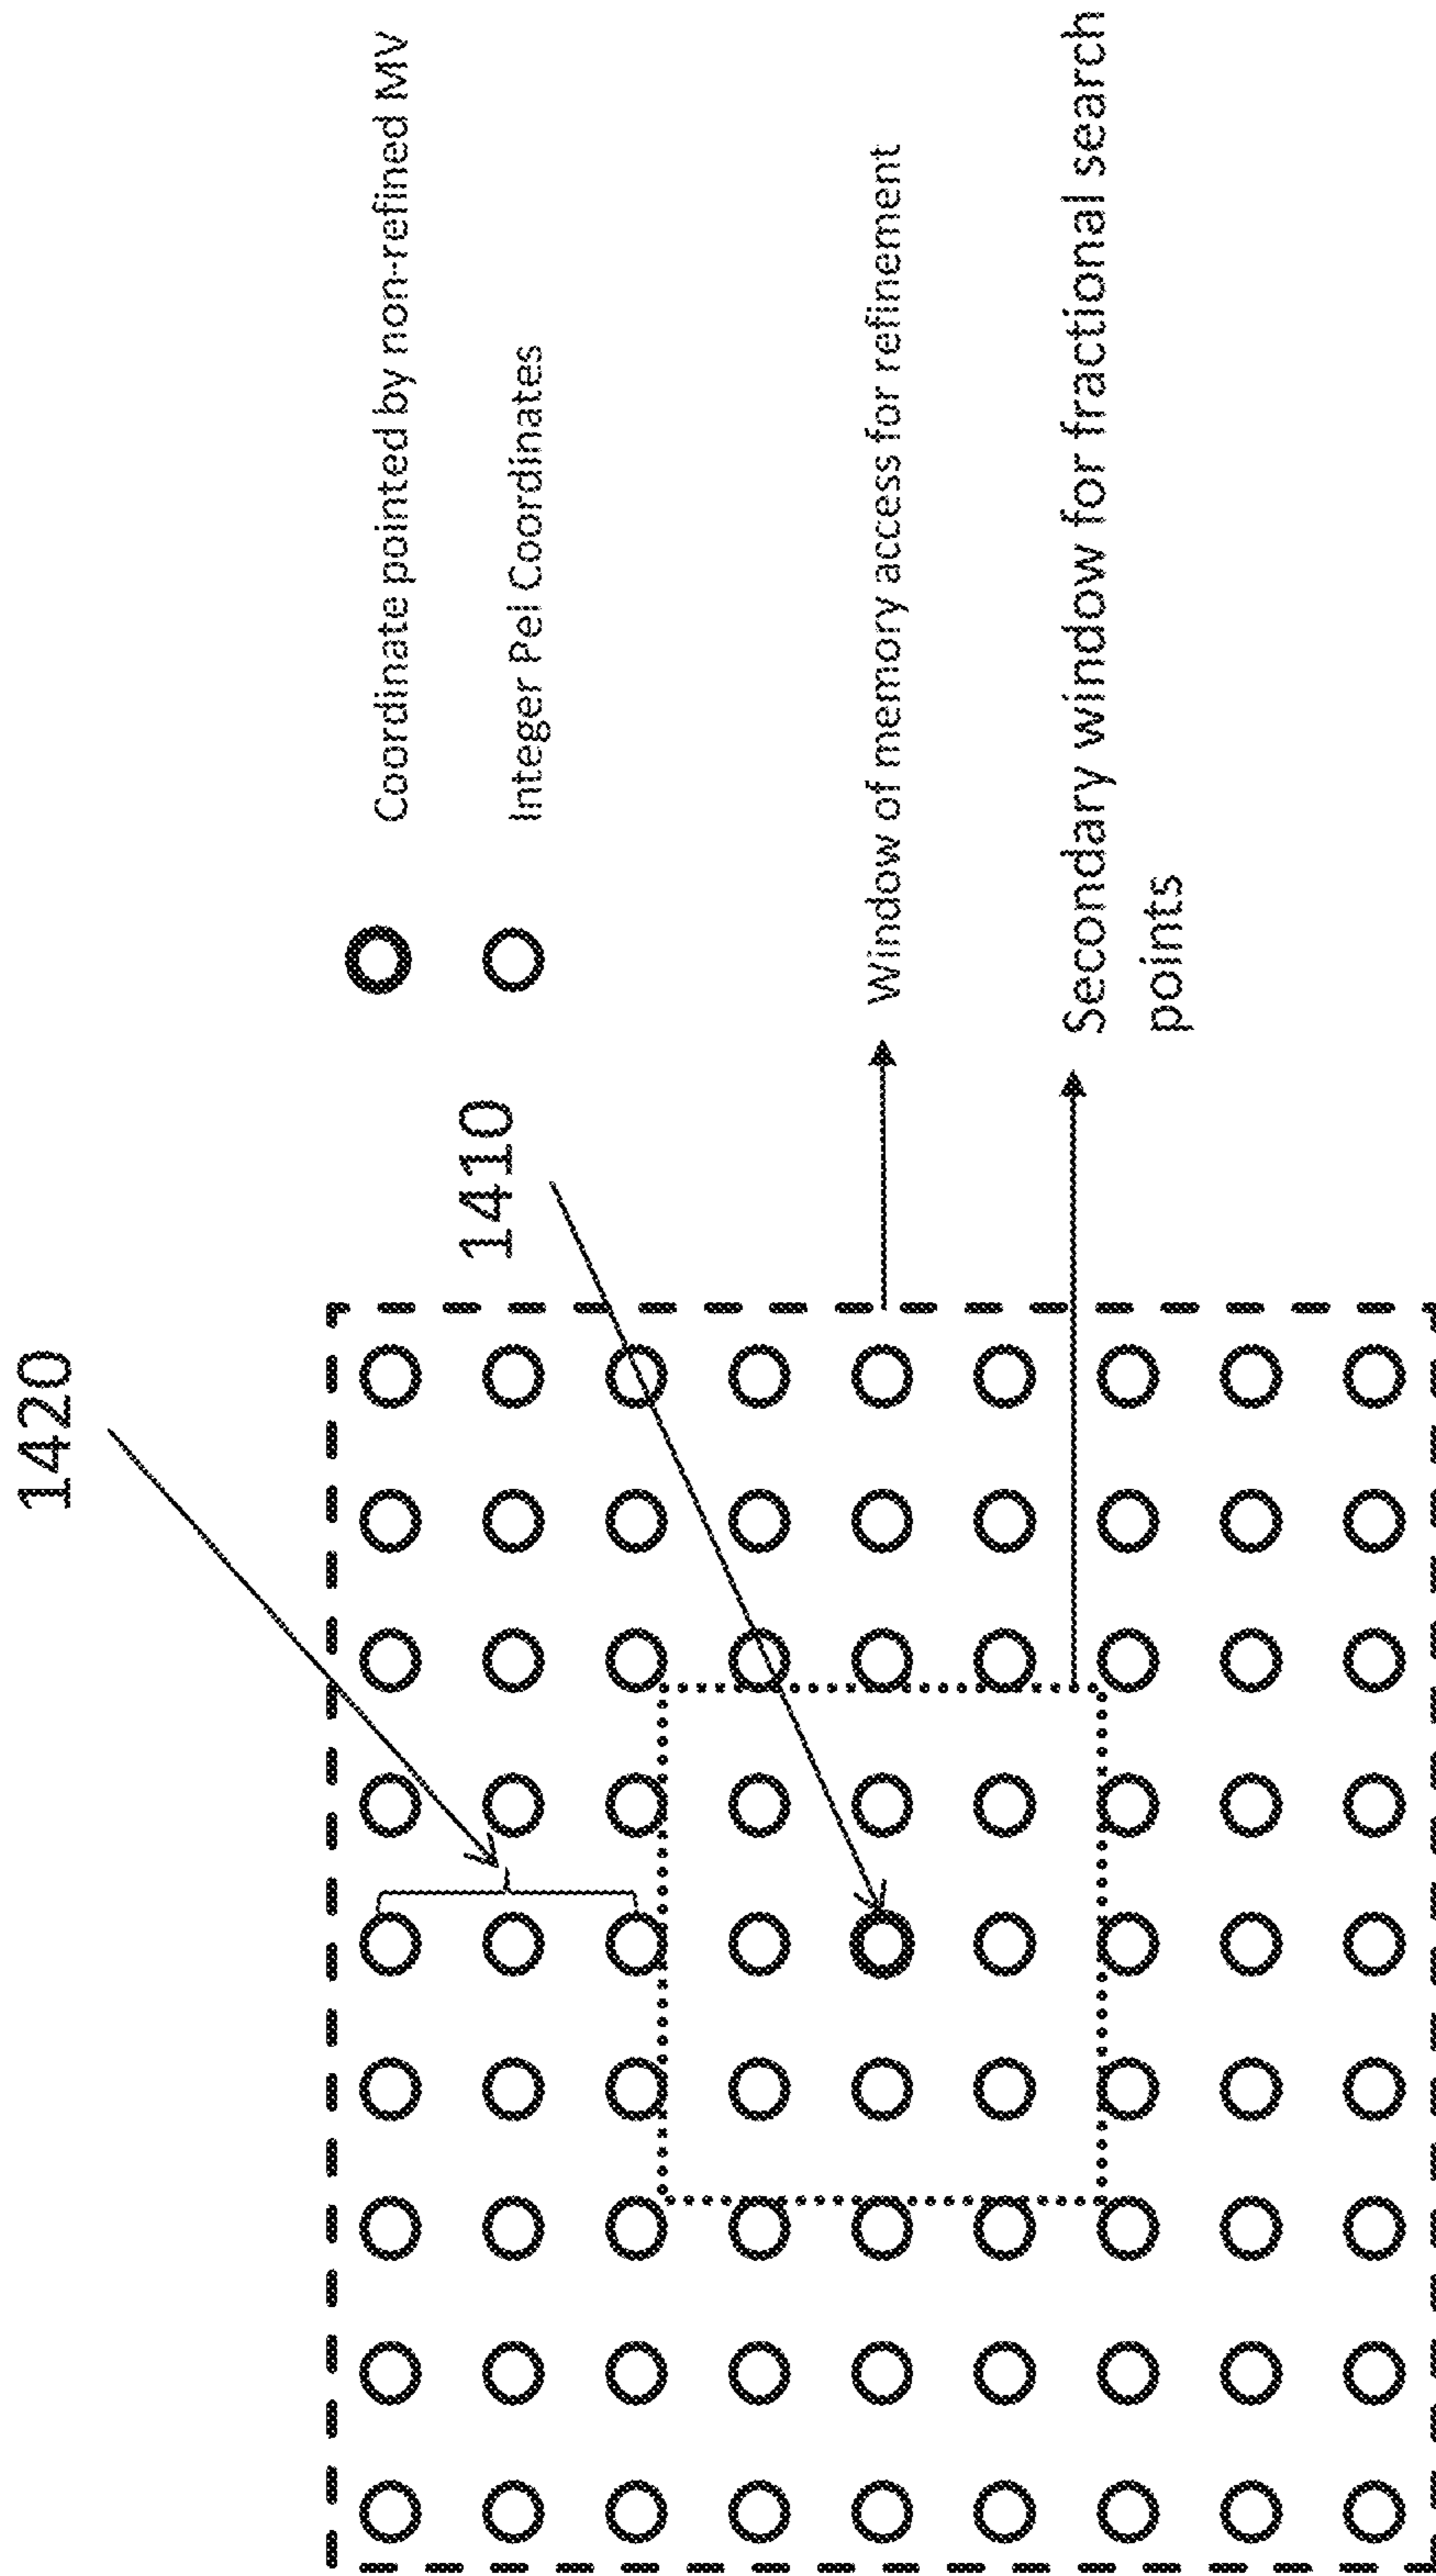 1420
Coordinate pointed by non-refined MV
1410
Integer Pel Coordinates
Window of memory access for refinement
Secondary window for fractional search
points